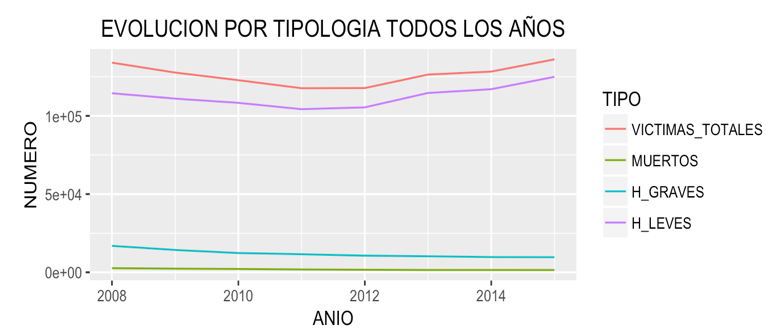 EVOLUCION POR TIPOLOGIA TODOS LOS AÑOS
NUMERO
1e+05
5e+04
0e+00
2008
2010
2012
2014
ANIO
TIPO
VICTIMAS_TOTALES
MUERTOS
H_GRAVES
H_LEVES